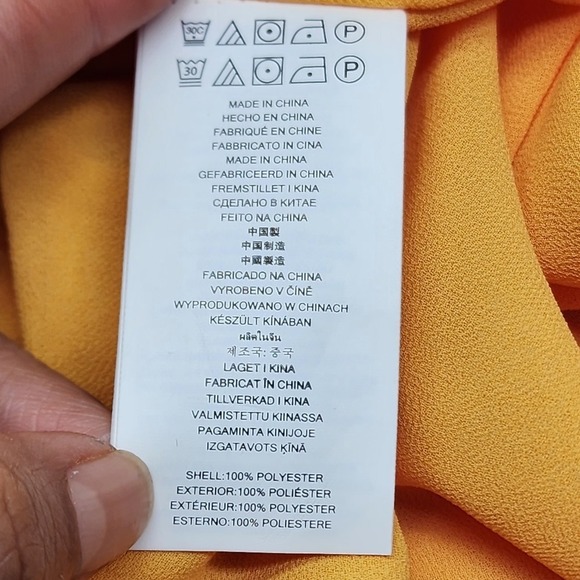 30C P
30 P
MADE IN CHINA
HECHO EN CHINA
FABRIQUÉ EN CHINE
FABBRICATO IN CINA
MADE IN CHINA
GEFABRICEERD IN CHINA
FREMSTILLET I KINA
СДЕЛАНО В КИТАЕ
FEITO NA CHINA
中国製
中国制造
中國製造
FABRICADO NA CHINA
VYROBENO V ČÍNĚ
WYPRODUKOWANO W CHINACH
KÉSZÜLT KÍNÁBAN
ผลิตในจีน
제조국: 중국
LAGET I KINA
FABRICAT ÎN CHINA
TILLVERKAD I KINA
VALMISTETTU KIINASSA
PAGAMINTA KINIJOJE
IZGATAVOTS ĶĪNĀ
SHELL:100% POLYESTER
EXTERIOR:100% POLIÉSTER
EXTÉRIEUR:100% POLYESTER
ESTERNO:100% POLIESTERE